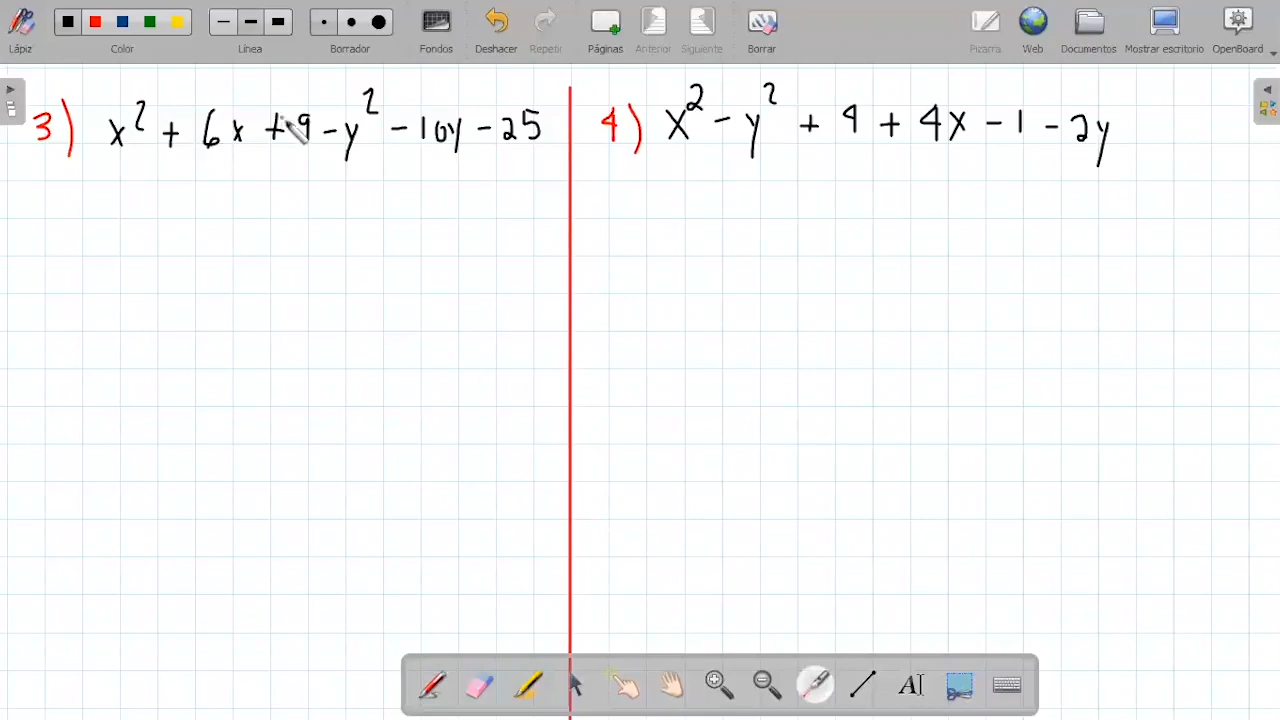 Lápiz Color Línea Borrador Fondos Deshacer Repetir Páginas Anterior Siguiente Borrar Pizarra Web Documentos Mostrar escritorio OpenBoard
3) x² + 6x + 9 - y² - 10y - 25
4) x² - y² + 4 + 4x - 1 - 2y